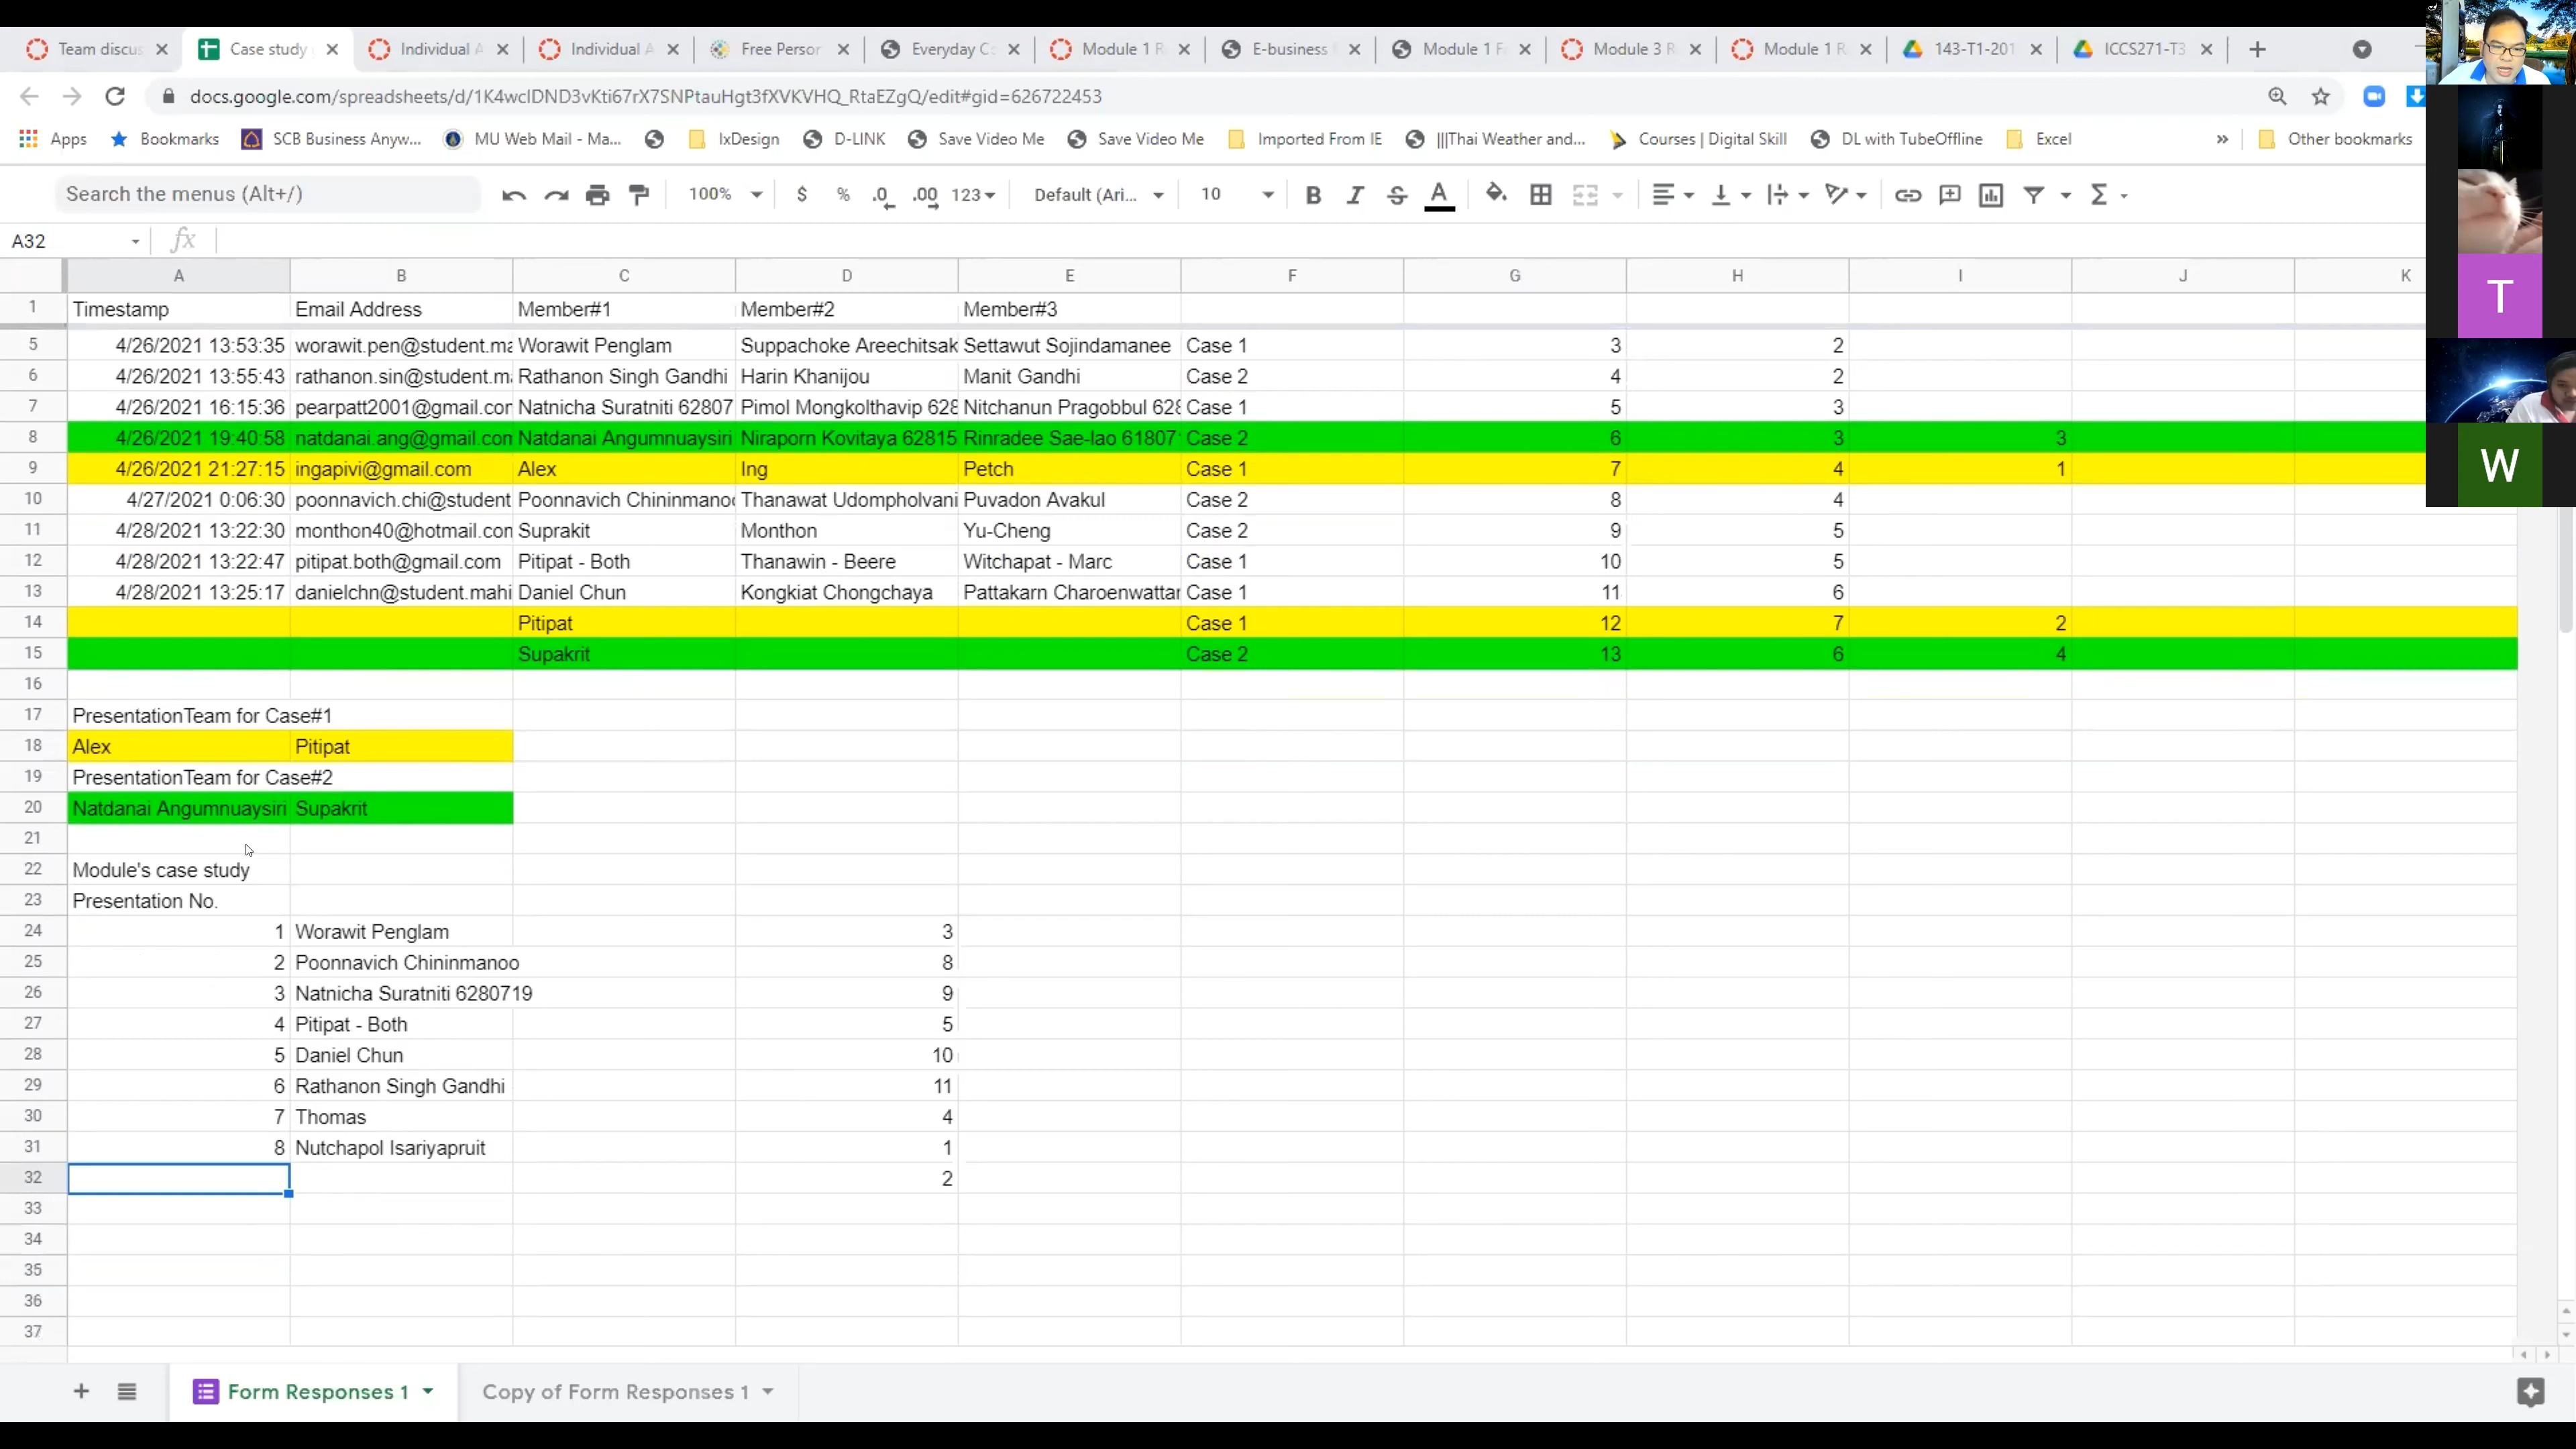 Team discus Case study Individual A Individual A Free Person Everyday Co Module 1 R E-business Module 1 F Module 3 R Module 1 R 143-T1-201 ICCS271-T3
docs.google.com/spreadsheets/d/1K4wclDND3vKti67rX7SNPtauHgt3fXVKVHQ_RtaEZgQ/edit#gid=626722453
Apps Bookmarks SCB Business Anyw... MU Web Mail - Ma... IxDesign D-LINK Save Video Me Save Video Me Imported From IE |||Thai Weather and... Courses | Digital Skill DL with TubeOffline Excel » Other bookmarks
Search the menus (Alt+/) 100% $ % .0 .00 123 Default (Ari... 10 B I S A Σ
A32 fx
A B C D E F G H I J K
1 Timestamp Email Address Member#1 Member#2 Member#3
5 4/26/2021 13:53:35 worawit.pen@student.ma Worawit Penglam Suppachoke Areechitsak Settawut Sojindamanee Case 1 3 2
6 4/26/2021 13:55:43 rathanon.sin@student.m Rathanon Singh Gandhi Harin Khanijou Manit Gandhi Case 2 4 2
7 4/26/2021 16:15:36 pearpatt2001@gmail.com Natnicha Suratniti 62807 Pimol Mongkolthavip 628 Nitchanun Pragobbul 628 Case 1 5 3
8 4/26/2021 19:40:58 natdanai.ang@gmail.com Natdanai Angumnuaysiri Niraporn Kovitaya 62815 Rinradee Sae-lao 61807 Case 2 6 3 3
9 4/26/2021 21:27:15 ingapivi@gmail.com Alex Ing Petch Case 1 7 4 1
10 4/27/2021 0:06:30 poonnavich.chi@student Poonnavich Chininmanoo Thanawat Udompholvani Puvadon Avakul Case 2 8 4
11 4/28/2021 13:22:30 monthon40@hotmail.com Suprakit Monthon Yu-Cheng Case 2 9 5
12 4/28/2021 13:22:47 pitipat.both@gmail.com Pitipat - Both Thanawin - Beere Witchapat - Marc Case 1 10 5
13 4/28/2021 13:25:17 danielchn@student.mahi Daniel Chun Kongkiat Chongchaya Pattakarn Charoenwattar Case 1 11 6
14 Pitipat Case 1 12 7 2
15 Supakrit Case 2 13 6 4
16
17 PresentationTeam for Case#1
18 Alex Pitipat
19 PresentationTeam for Case#2
20 Natdanai Angumnuaysiri Supakrit
21
22 Module's case study
23 Presentation No.
24 1 Worawit Penglam 3
25 2 Poonnavich Chininmanoo 8
26 3 Natnicha Suratniti 6280719 9
27 4 Pitipat - Both 5
28 5 Daniel Chun 10
29 6 Rathanon Singh Gandhi 11
30 7 Thomas 4
31 8 Nutchapol Isariyapruit 1
32 2
33
34
35
36
37
Form Responses 1 Copy of Form Responses 1
T
W